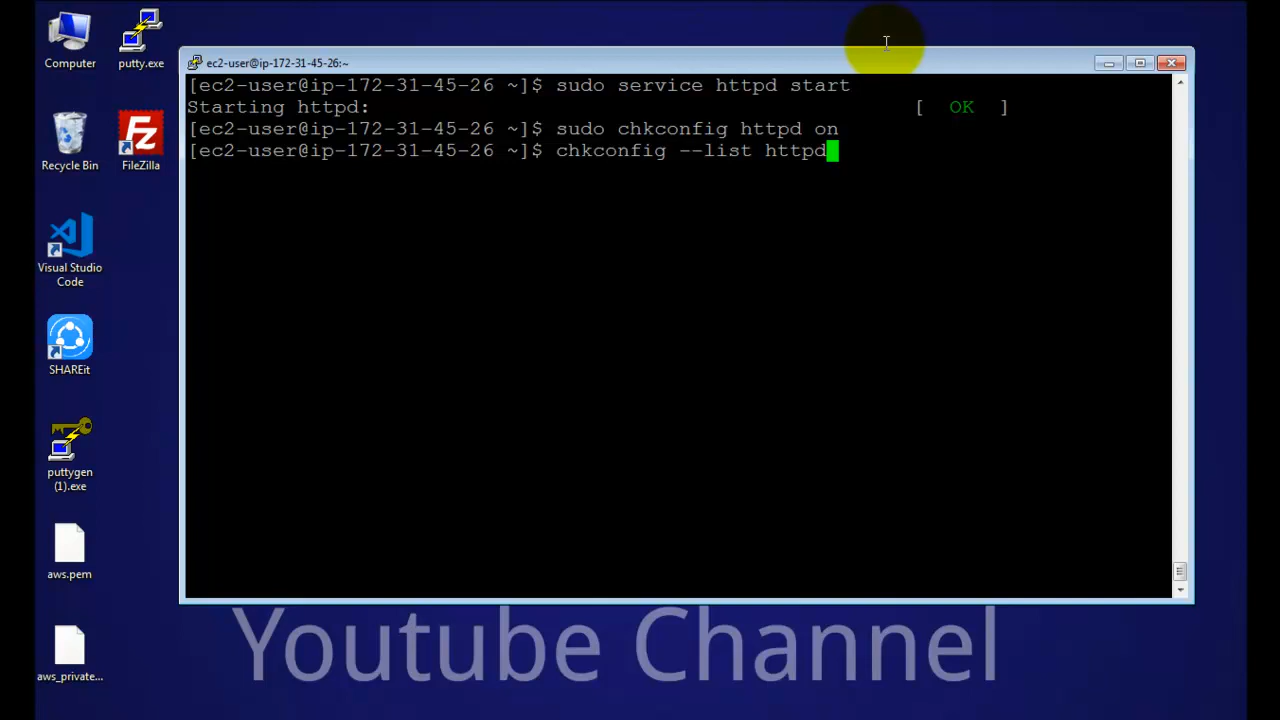 Computer
putty.exe
Recycle Bin
FileZilla
Visual Studio
Code
SHAREit
puttygen
(1).exe
aws.pem
aws_private...
ec2-user@ip-172-31-45-26:~
[ec2-user@ip-172-31-45-26 ~]$ sudo service httpd start
Starting httpd: [ OK ]
[ec2-user@ip-172-31-45-26 ~]$ sudo chkconfig httpd on
[ec2-user@ip-172-31-45-26 ~]$ chkconfig --list httpd
Youtube Channel